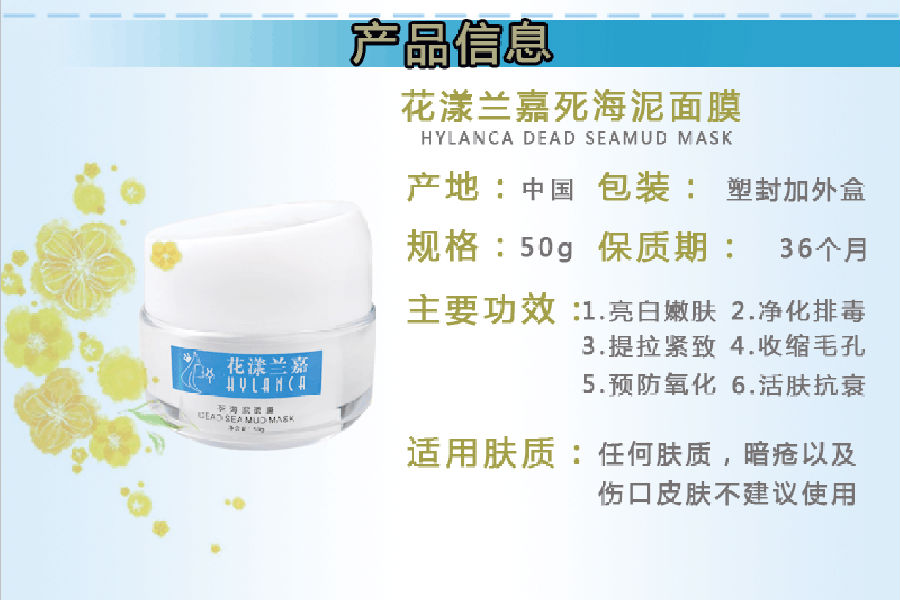 产品信息
花漾兰嘉死海泥面膜
HYLANCA DEAD SEAMUD MASK
产地：中国 包装：塑封加外盒
规格：50g 保质期：36个月
主要功效：1.亮白嫩肤 2.净化排毒
3.提拉紧致 4.收缩毛孔
5.预防氧化 6.活肤抗衰
适用肤质：任何肤质，暗疮以及
伤口皮肤不建议使用
花漾兰嘉
HYLANCA
死海泥面膜
DEAD SEA MUD MASK